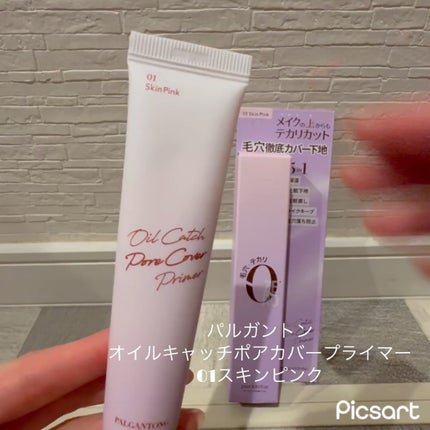 01
Skin Pink
Oil Catch
Pore Cover
Primer
PALGANTONG
01 Skin Pink
メイクの上からも
テカリカット
毛穴徹底カバー下地
5in1
毛穴 テカリ
0
パルガントン
オイルキャッチポアカバープライマー
01スキンピンク
Picsart